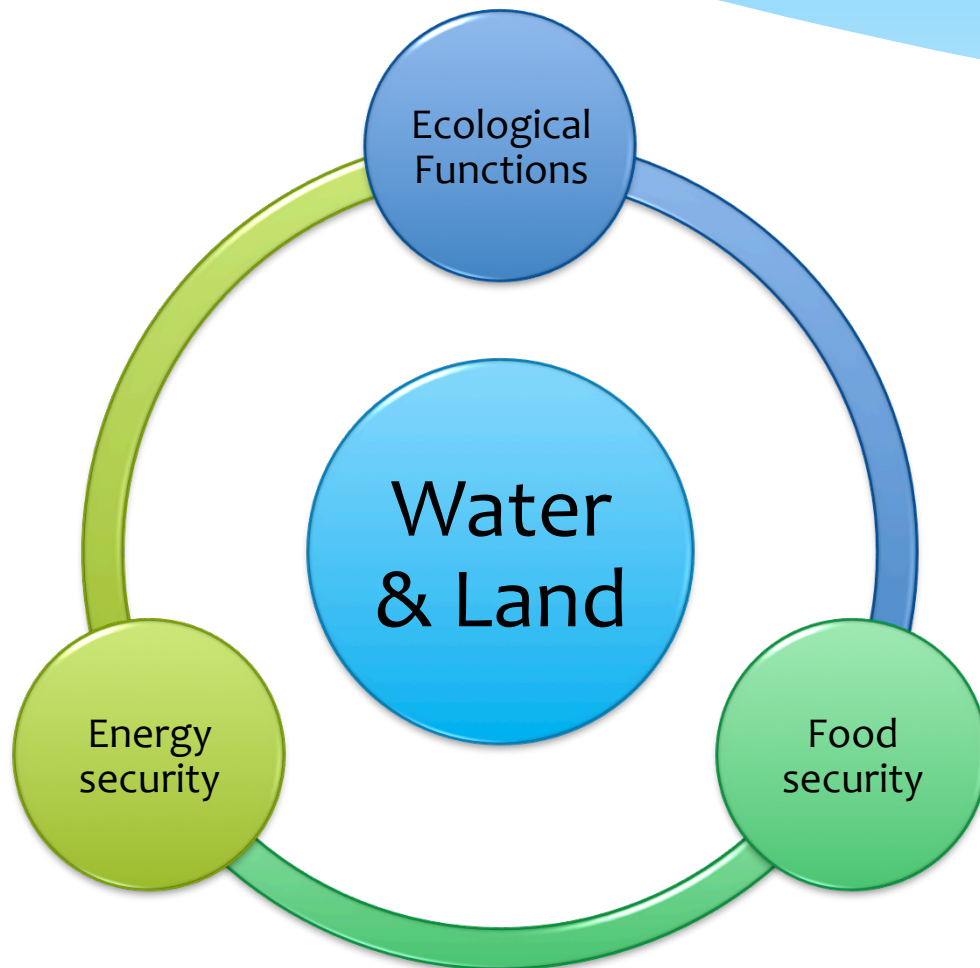 Ecological
Functions
Water
& Land
Energy
security
Food
security